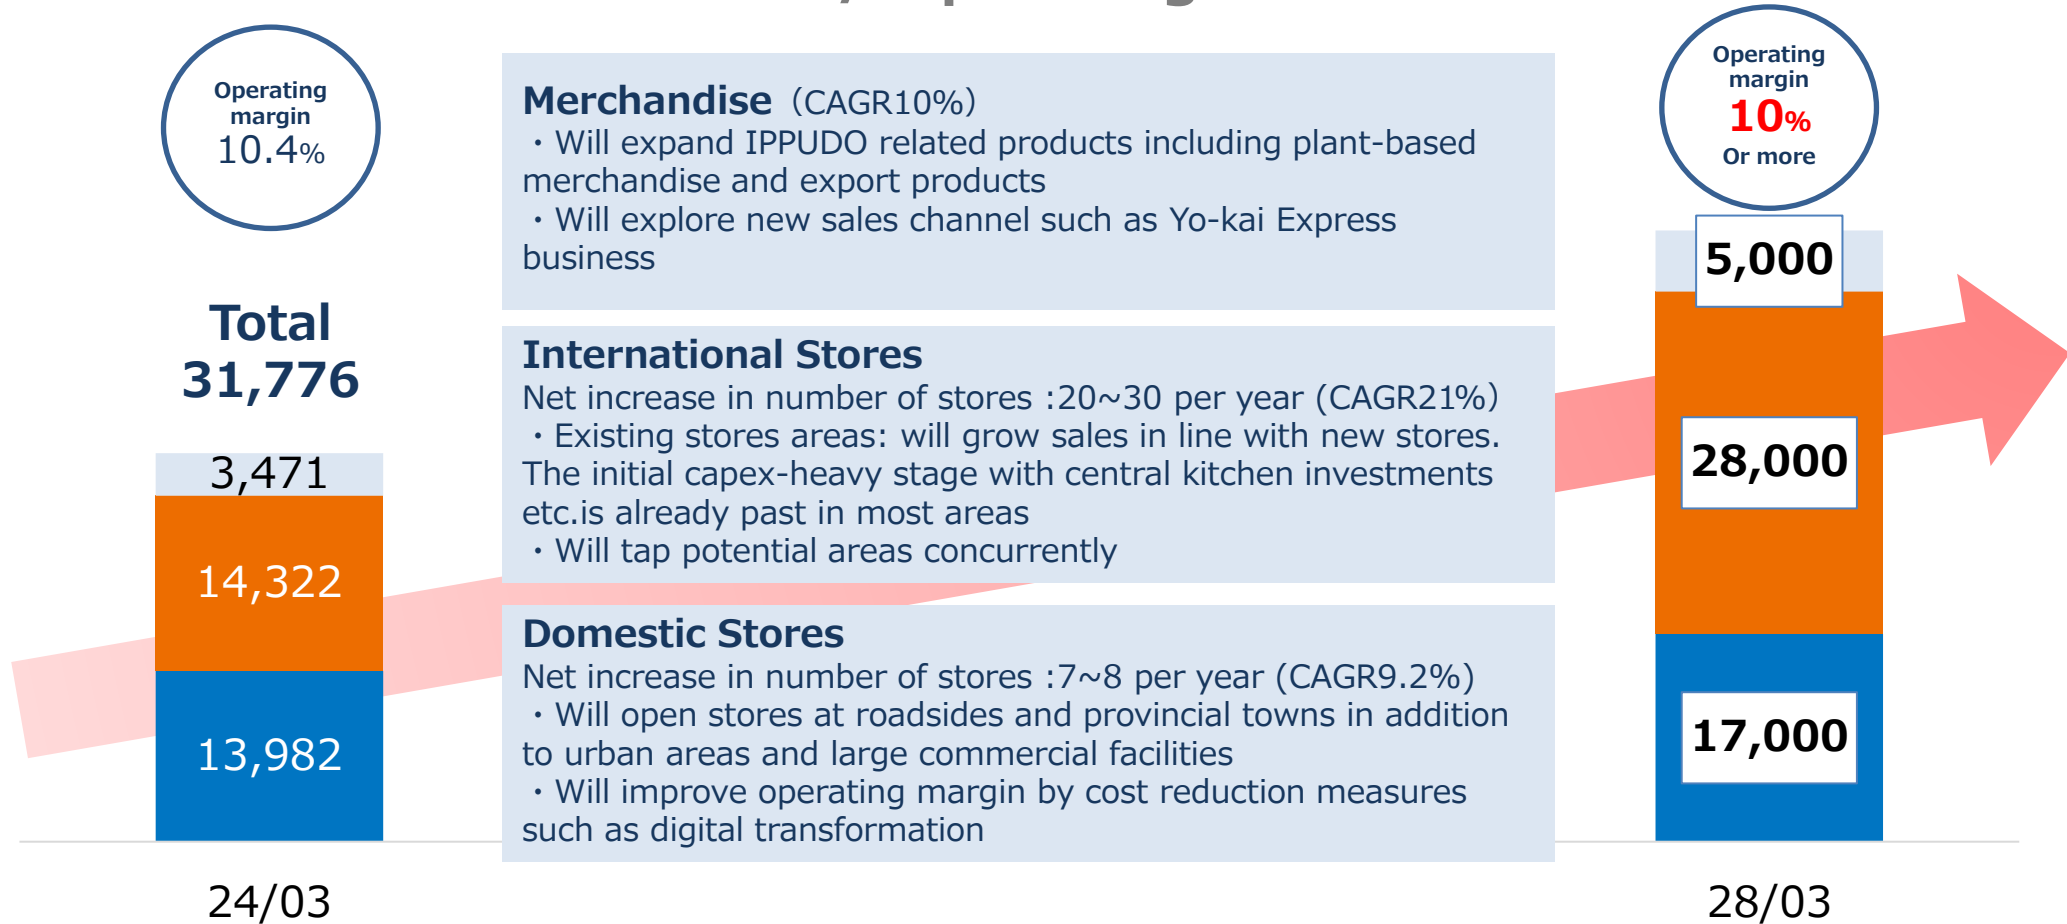 Operating
margin
10.4%
Total
31,776
3,471
14,322
13,982
24/03
Merchandise（CAGR10%）
・Will expand IPPUDO related products including plant-based
merchandise and export products
・Will explore new sales channel such as Yo-kai Express
business
International Stores
Net increase in number of stores :20~30 per year (CAGR21%）
・Existing stores areas: will grow sales in line with new stores.
The initial capex-heavy stage with central kitchen investments
etc.is already past in most areas
・Will tap potential areas concurrently
Domestic Stores
Net increase in number of stores :7~8 per year (CAGR9.2%)
・Will open stores at roadsides and provincial towns in addition
to urban areas and large commercial facilities
・Will improve operating margin by cost reduction measures
such as digital transformation
Operating
margin
10%
Or more
5,000
28,000
17,000
28/03